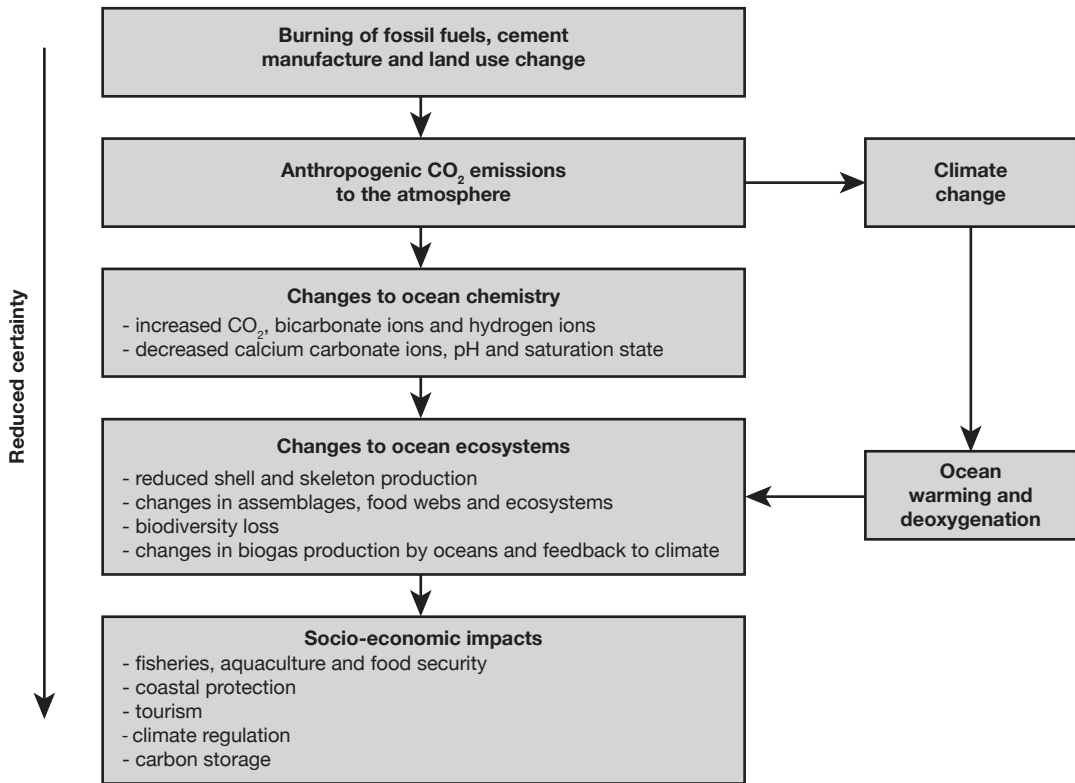 Burning of fossil fuels, cement
manufacture and land use change
Anthropogenic CO₂ emissions
to the atmosphere
Climate
change
Changes to ocean chemistry
- increased CO₂, bicarbonate ions and hydrogen ions
- decreased calcium carbonate ions, pH and saturation state
Reduced certainty
Changes to ocean ecosystems
- reduced shell and skeleton production
- changes in assemblages, food webs and ecosystems
- biodiversity loss
- changes in biogas production by oceans and feedback to climate
Ocean
warming and
deoxygenation
Socio-economic impacts
- fisheries, aquaculture and food security
- coastal protection
- tourism
- climate regulation
- carbon storage